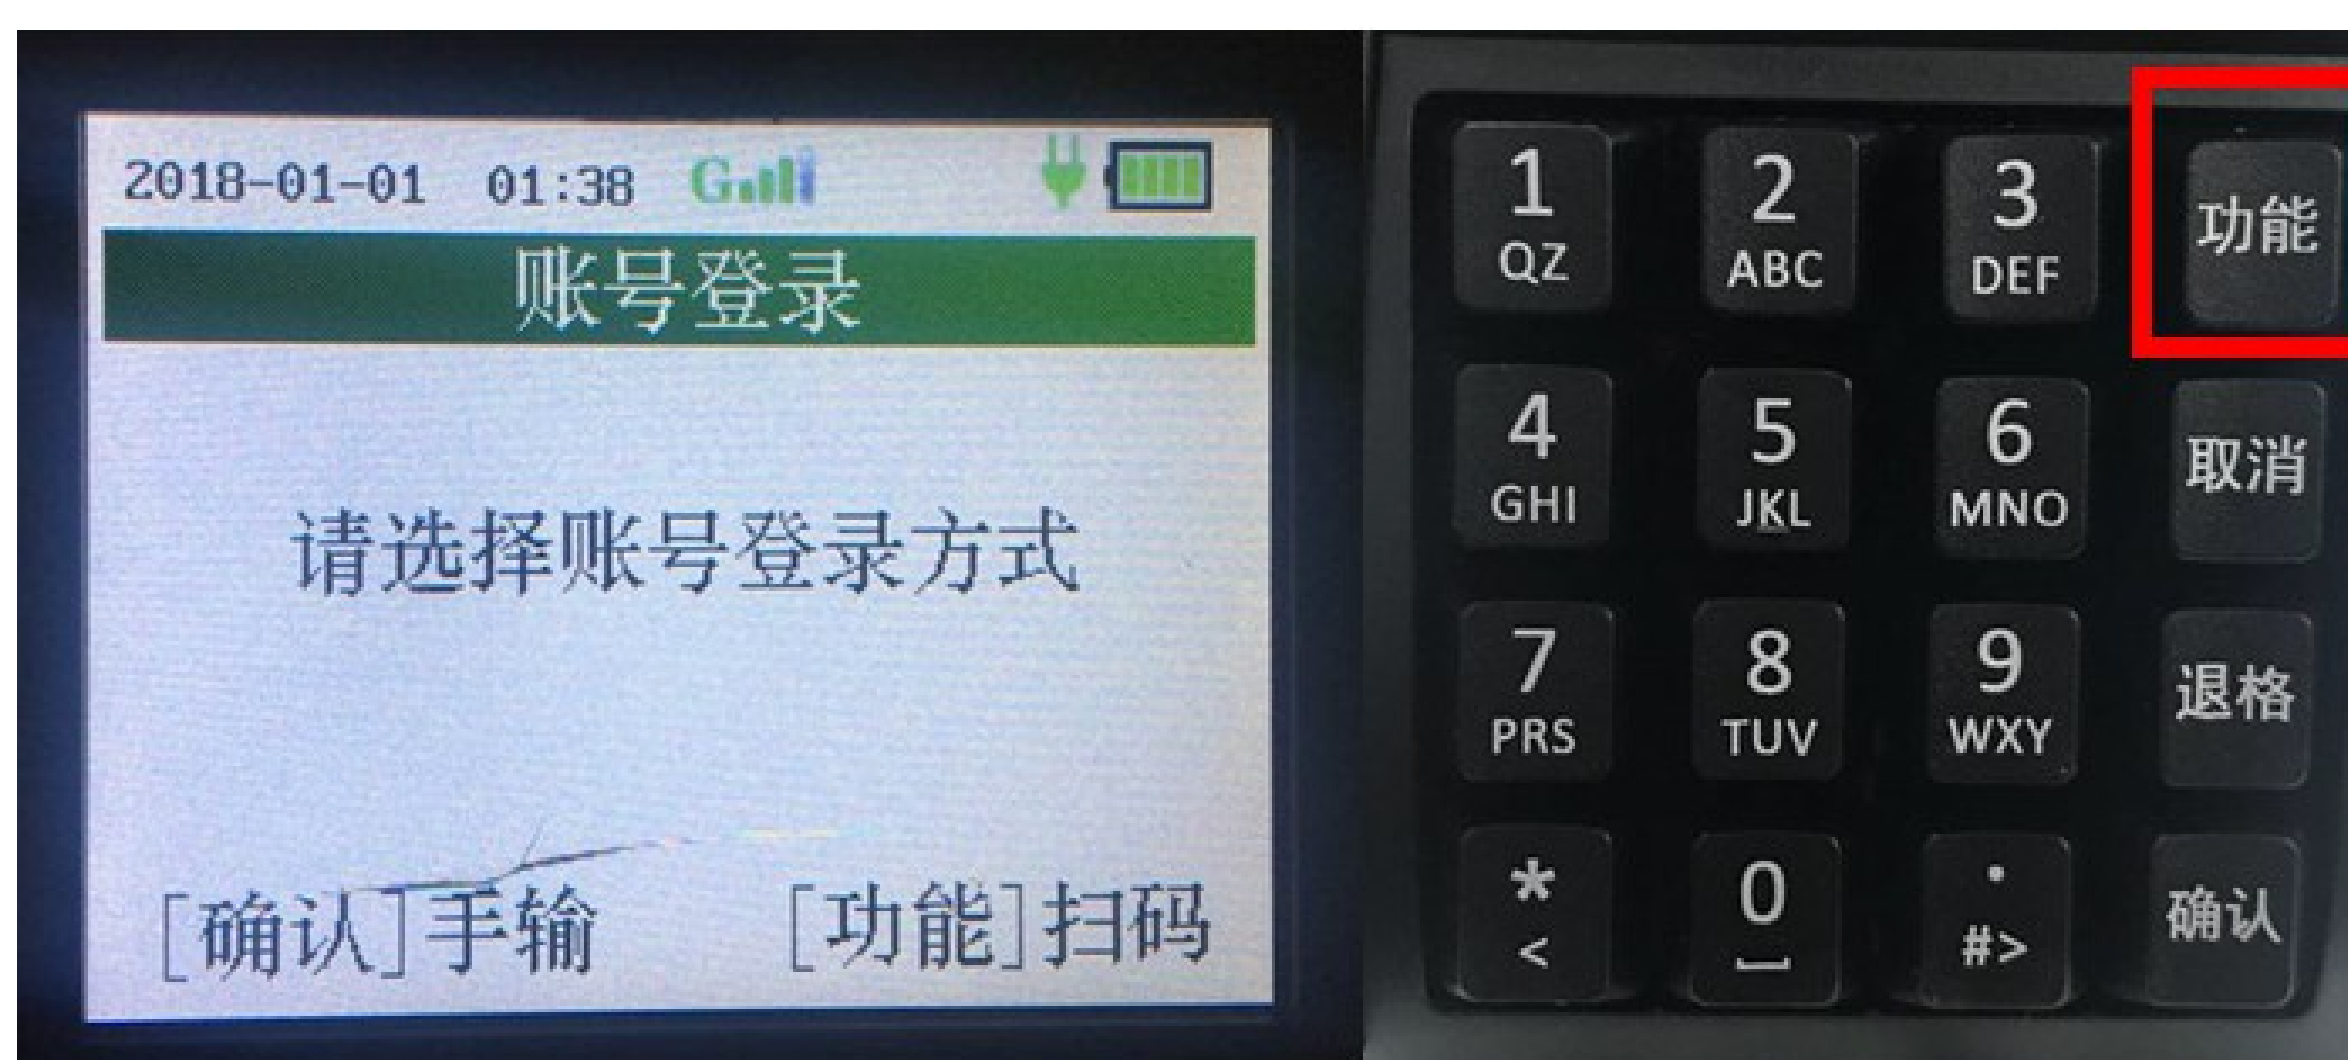 2018-01-01 01:38 G
账号登录
请选择账号登录方式
[确认]手输 [功能]扫码
1 2 3 功能
QZ ABC DEF
4 5 6 取消
GHI JKL MNO
7 8 9 退格
PRS TUV WXY
* 0 . 确认
< #>